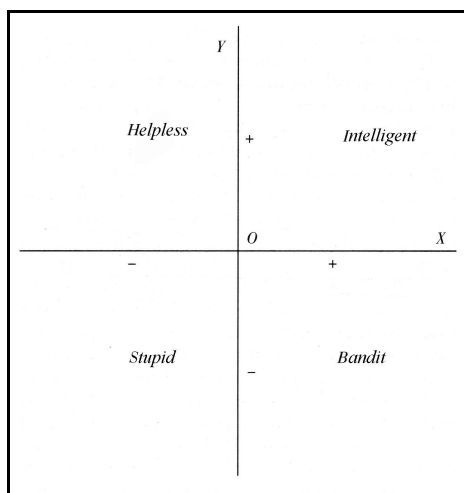 Y
Helpless
+
Intelligent
O
X
−
+
Stupid
−
Bandit